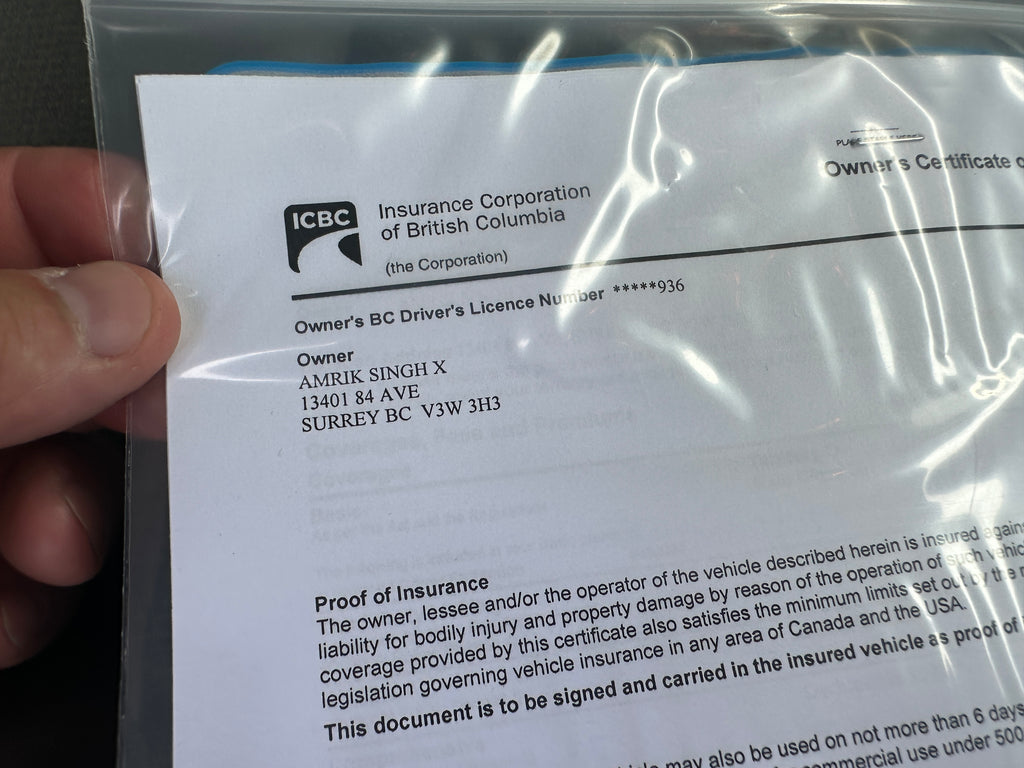 Owner's Certificate o
ICBC
Insurance Corporation
of British Columbia
(the Corporation)
Owner's BC Driver's Licence Number *****936
Owner
AMRIK SINGH X
13401 84 AVE
SURREY BC V3W 3H3
Proof of Insurance
The owner, lessee and/or the operator of the vehicle described herein is insured agains
liability for bodily injury and property damage by reason of the operation of such vehic
coverage provided by this certificate also satisfies the minimum limits set out by the
legislation governing vehicle insurance in any area of Canada and the USA.
This document is to be signed and carried in the insured vehicle as proof of
may also be used on not more than 6 days
commercial use under 500